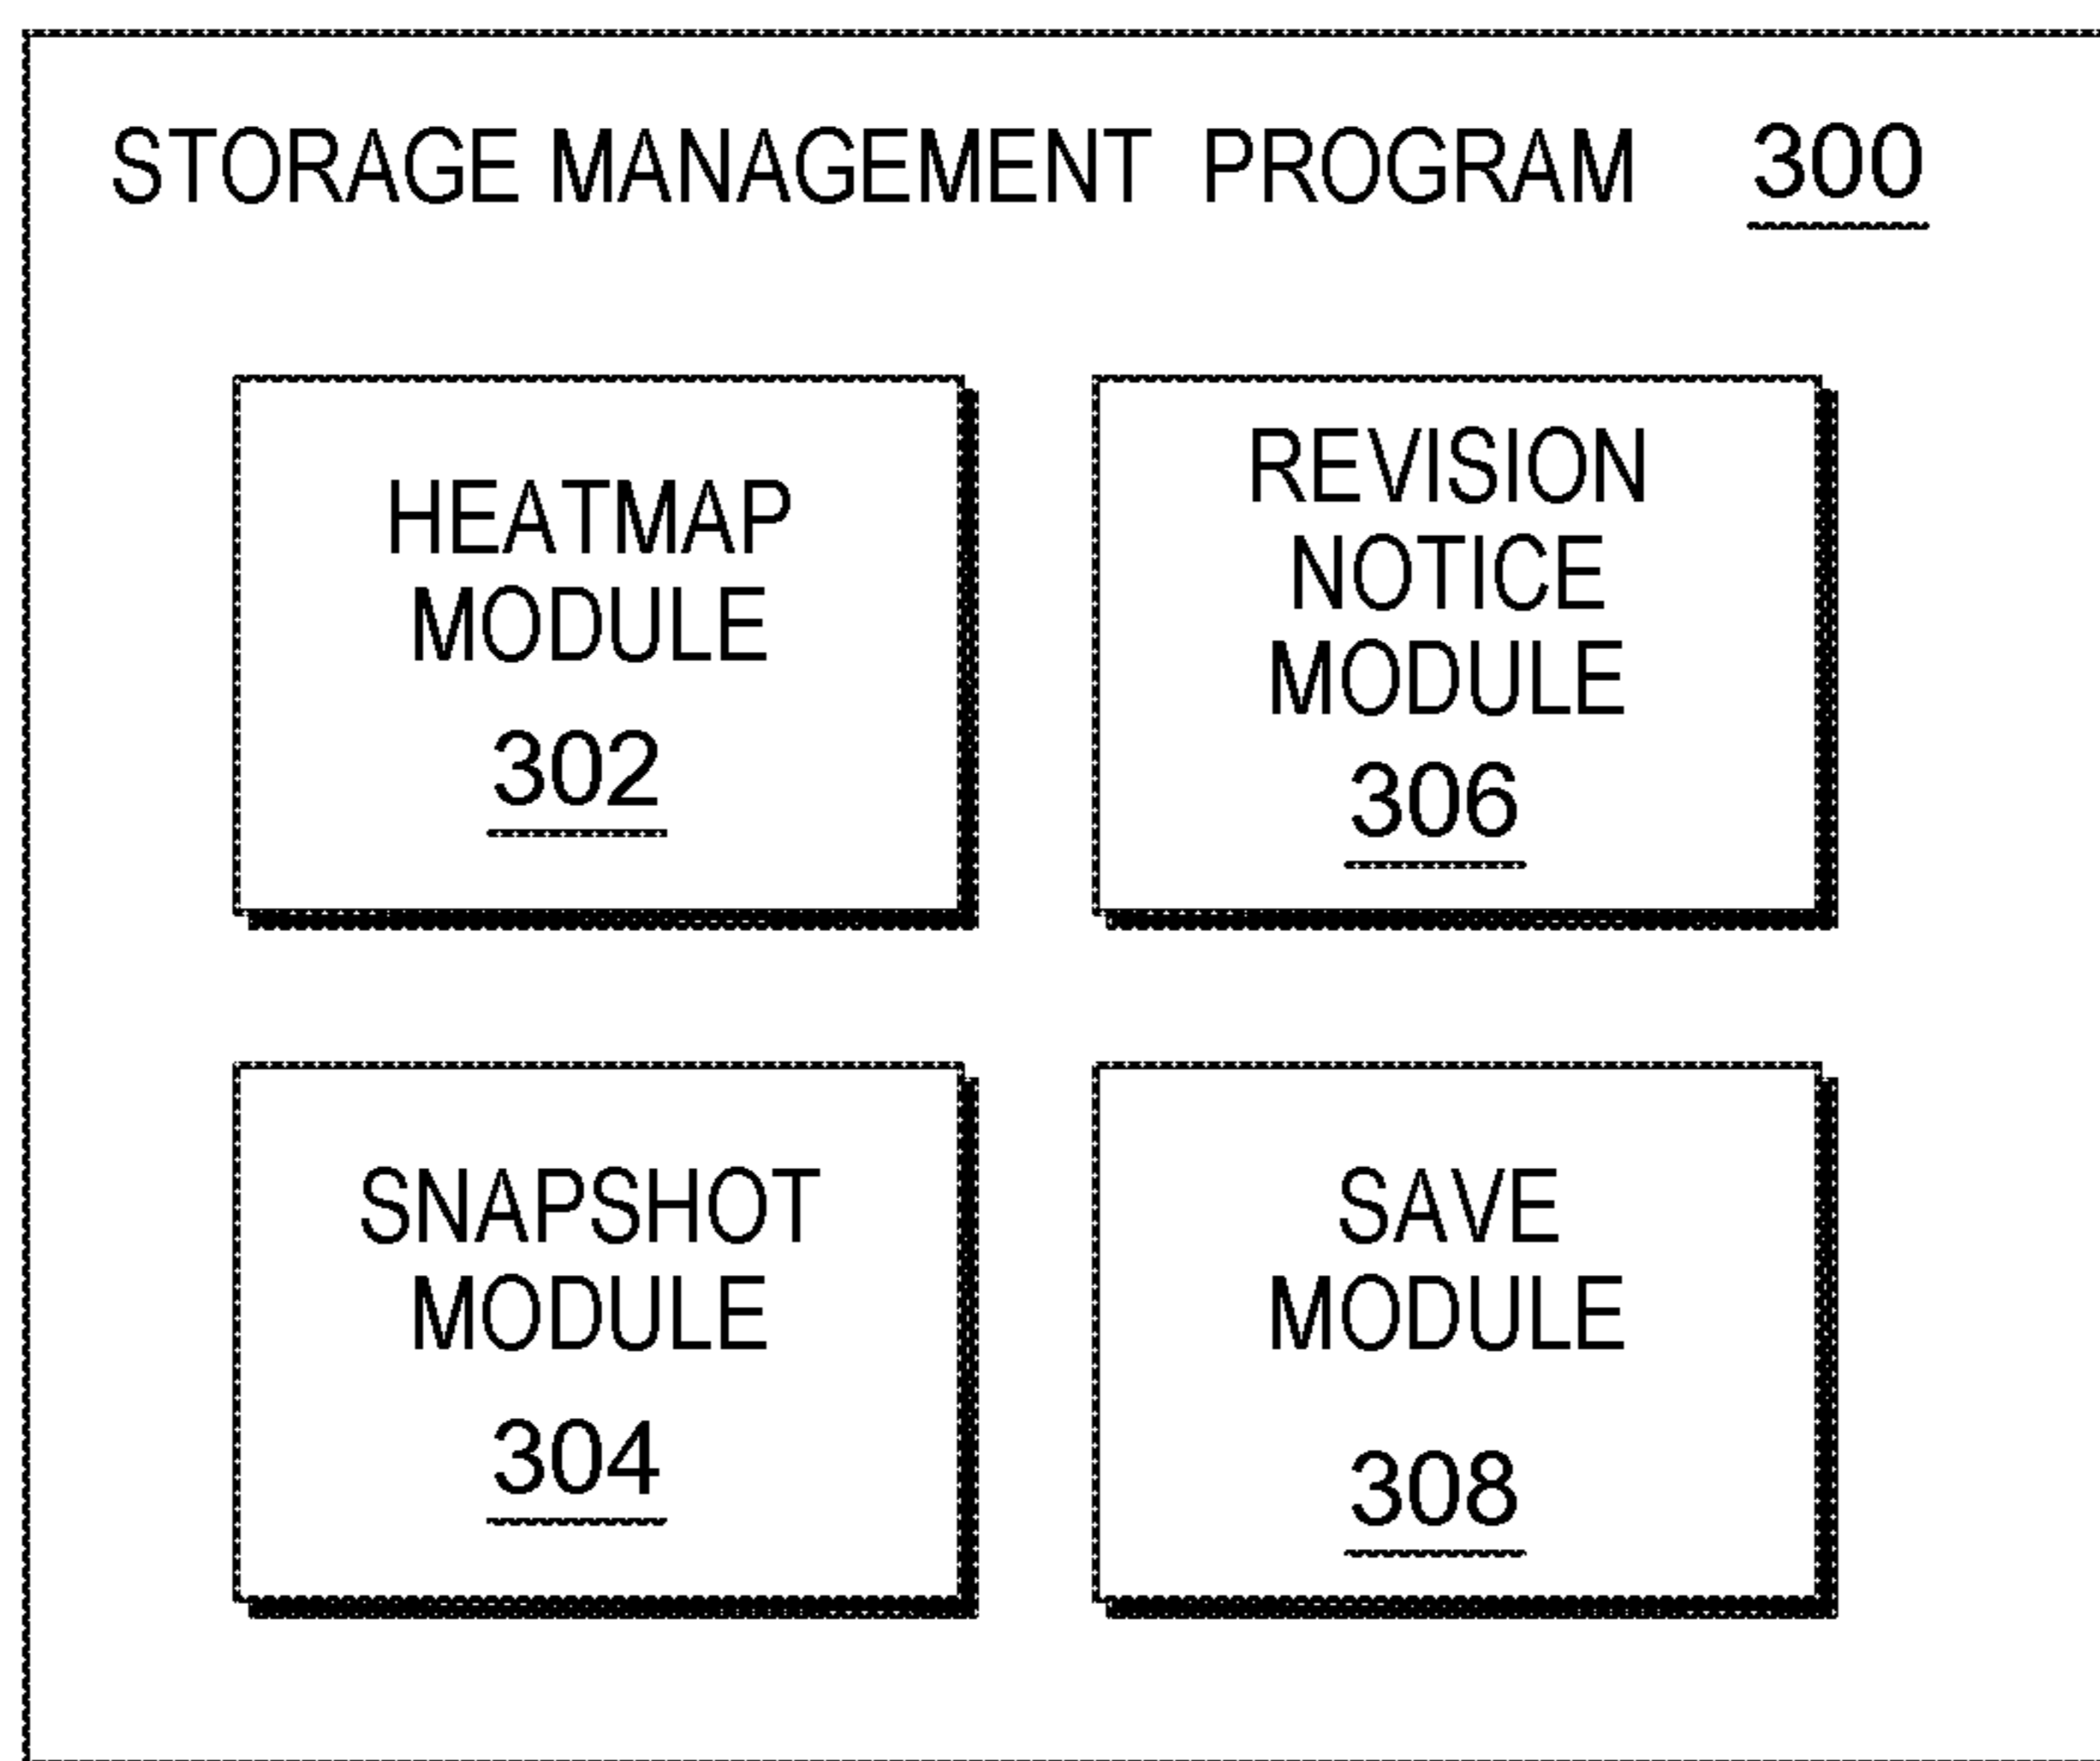 STORAGE MANAGEMENT PROGRAM 300
HEATMAP
MODULE
302
REVISION
NOTICE
MODULE
306
SNAPSHOT
MODULE
304
SAVE
MODULE
308